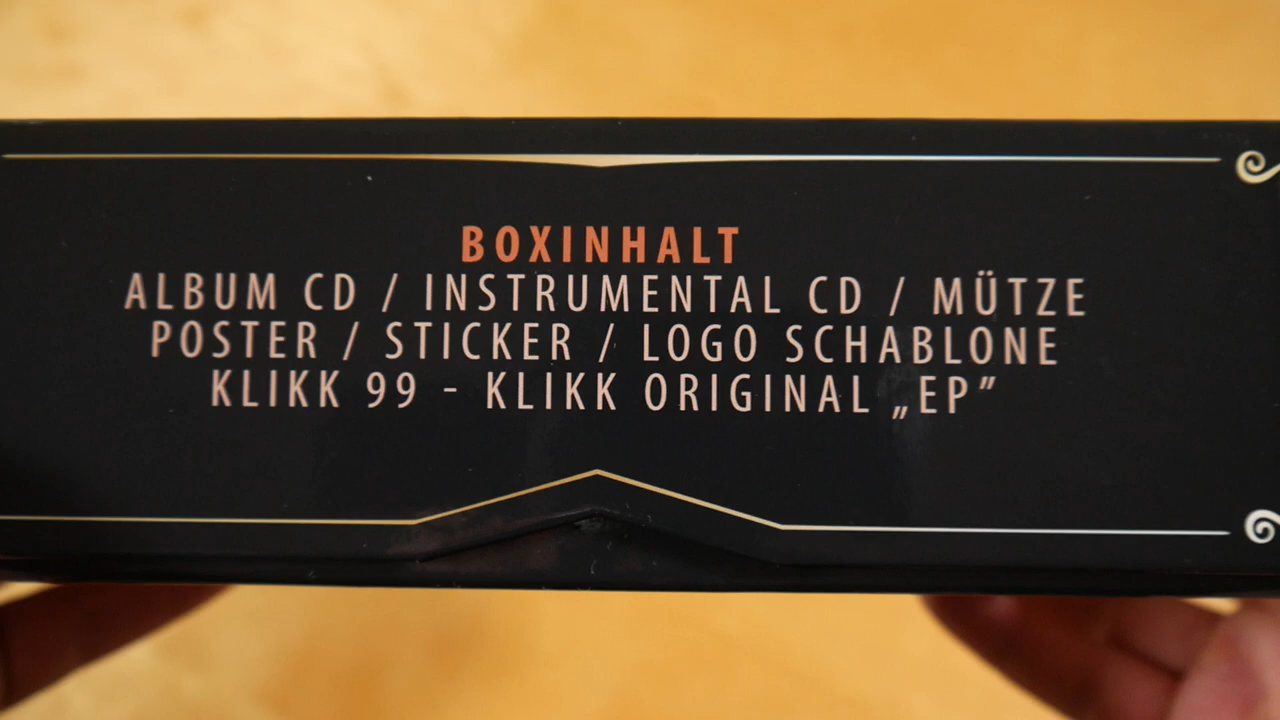 BOXINHALT
ALBUM CD / INSTRUMENTAL CD / MÜTZE
POSTER / STICKER / LOGO SCHABLONE
KLIKK 99 - KLIKK ORIGINAL „EP”